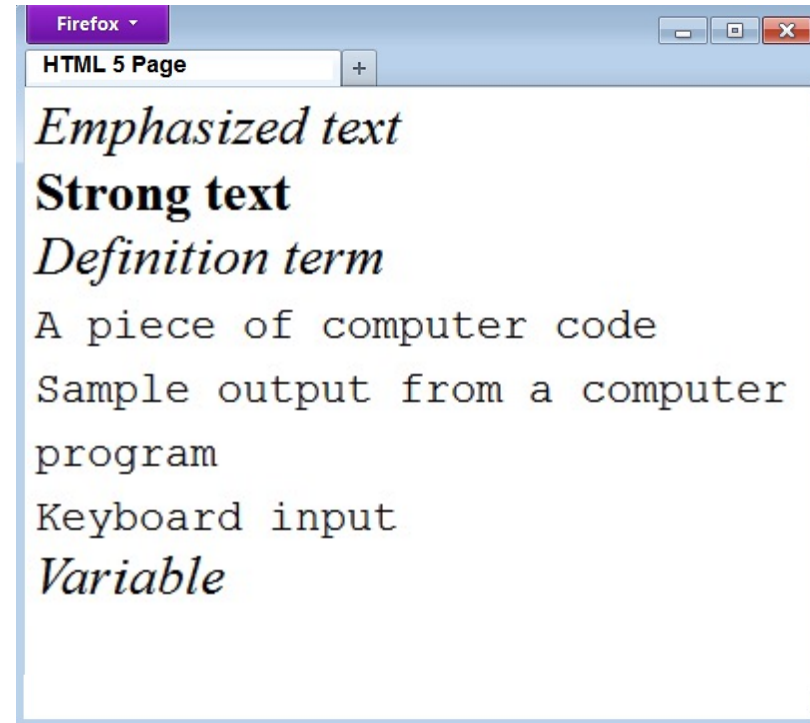 Firefox
HTML 5 Page +
Emphasized text
Strong text
Definition term
A piece of computer code
Sample output from a computer
program
Keyboard input
Variable